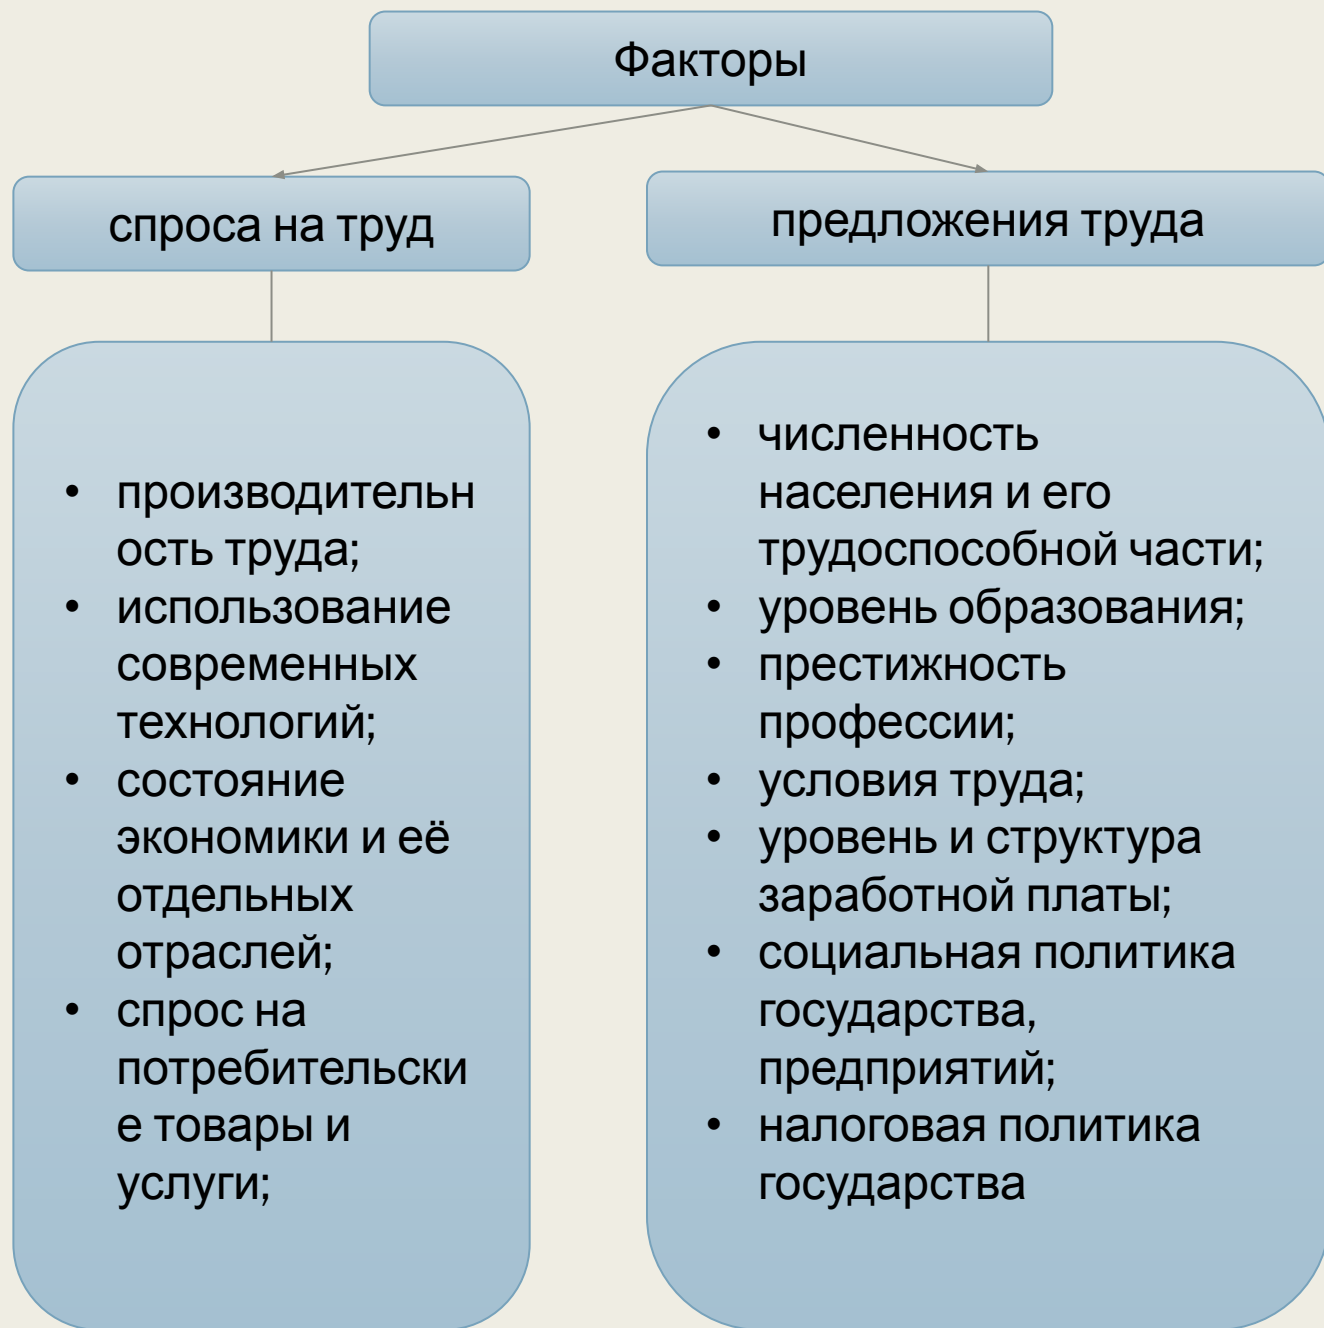 Факторы
спроса на труд
предложения труда
• производительн
ость труда;
• использование
современных
технологий;
• состояние
экономики и её
отдельных
отраслей;
• спрос на
потребительски
е товары и
услуги;
• численность
населения и его
трудоспособной части;
• уровень образования;
• престижность
профессии;
• условия труда;
• уровень и структура
заработной платы;
• социальная политика
государства,
предприятий;
• налоговая политика
государства